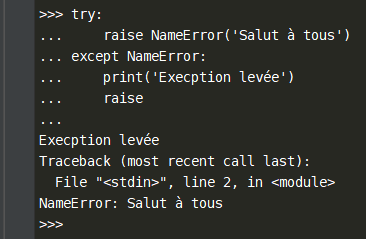 >>> try:
...     raise NameError('Salut à tous')
... except NameError:
...     print('Execption levée')
...     raise
...
Execption levée
Traceback (most recent call last):
  File "<stdin>", line 2, in <module>
NameError: Salut à tous
>>>